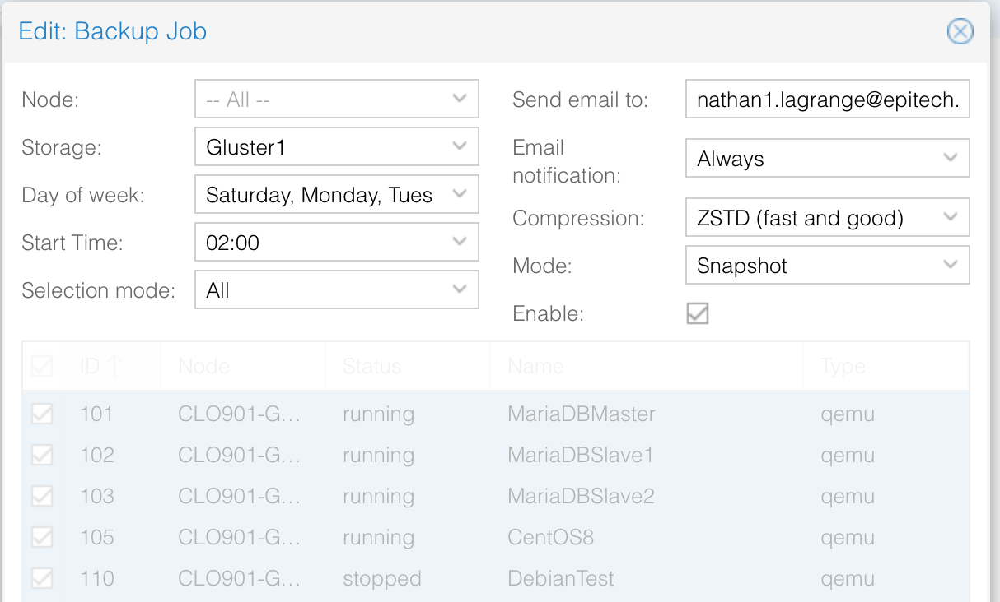 Edit: Backup Job
Node: -- All --
Storage: Gluster1
Day of week: Saturday, Monday, Tues
Start Time: 02:00
Selection mode: All
Send email to: nathan1.lagrange@epitech.
Email
notification: Always
Compression: ZSTD (fast and good)
Mode: Snapshot
Enable:
ID ↑ Node Status Name Type
101 CLO901-G... running MariaDBMaster qemu
102 CLO901-G... running MariaDBSlave1 qemu
103 CLO901-G... running MariaDBSlave2 qemu
105 CLO901-G... running CentOS8 qemu
110 CLO901-G... stopped DebianTest qemu